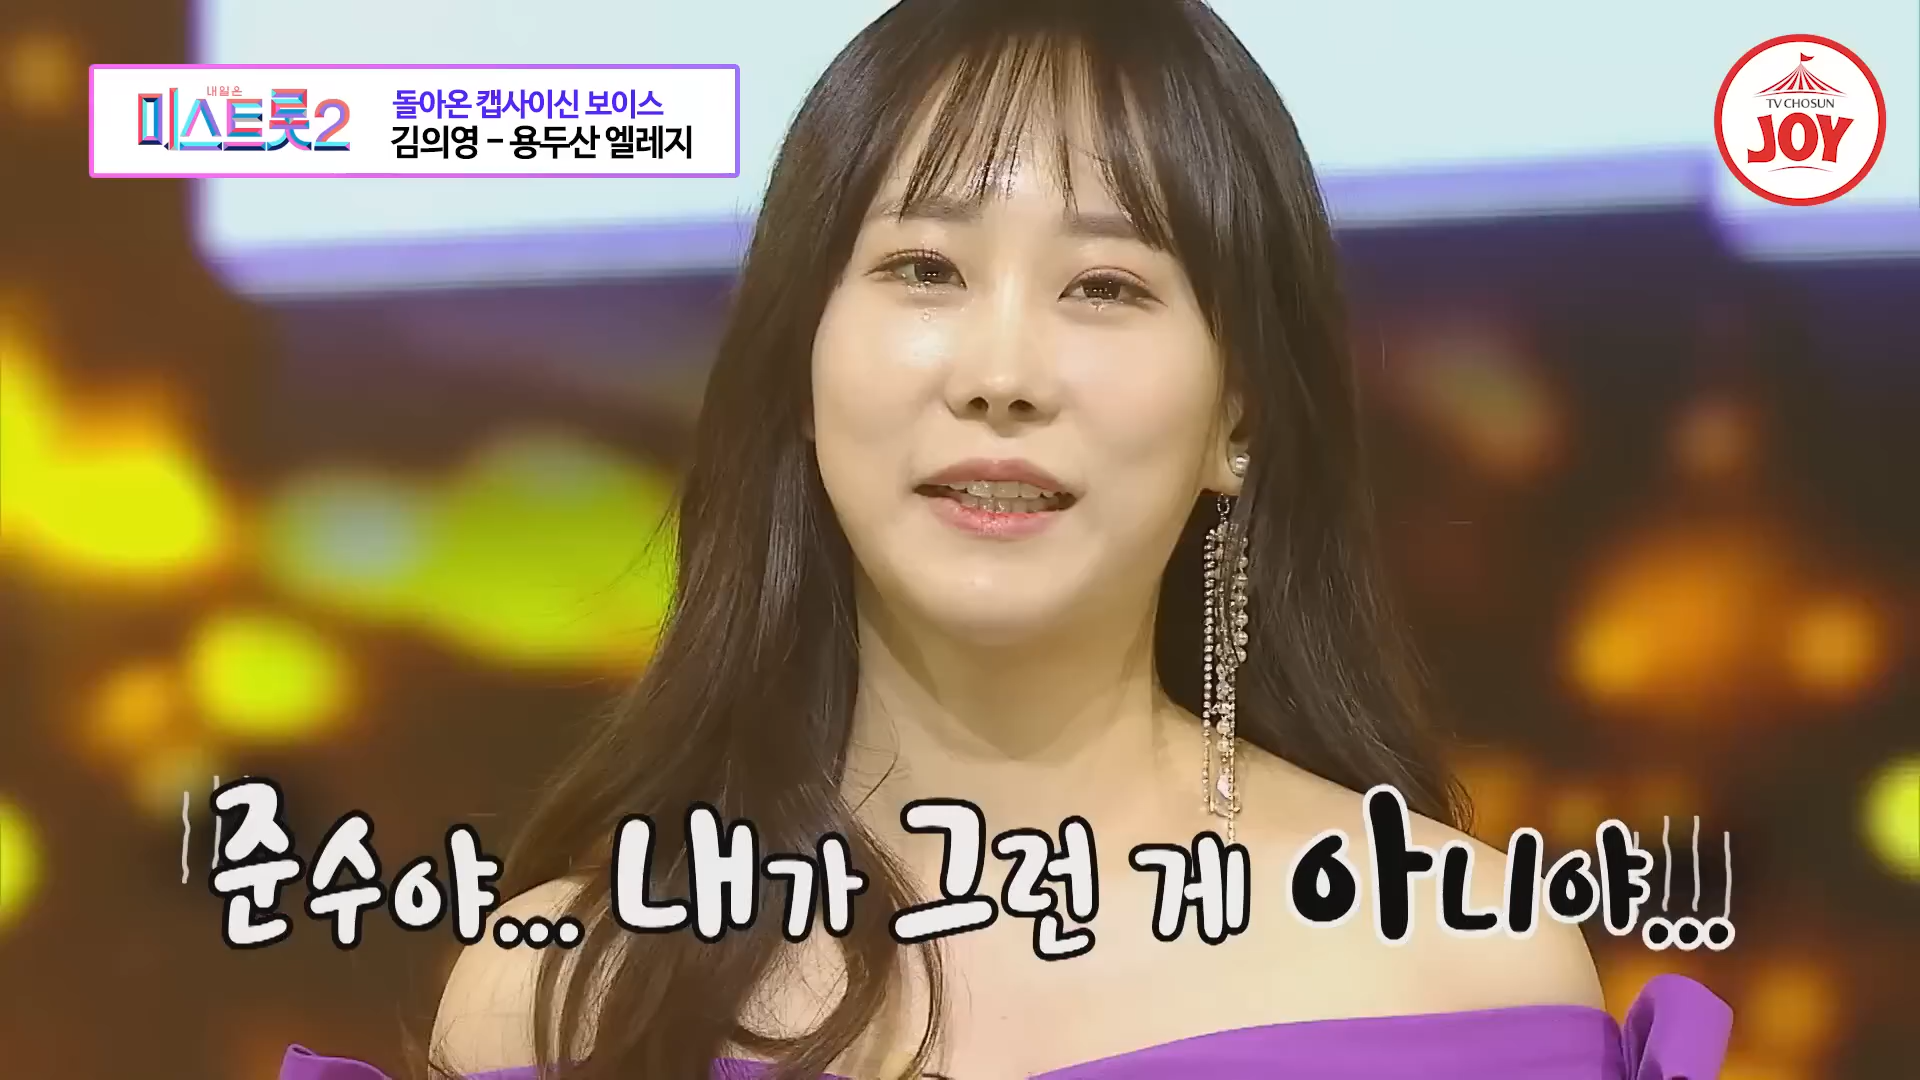 내일은
미스트롯2
돌아온 캡사이신 보이스
김의영 - 용두산 엘레지
TV CHOSUN
JOY
준수야... 내가 그런 게 아니야...